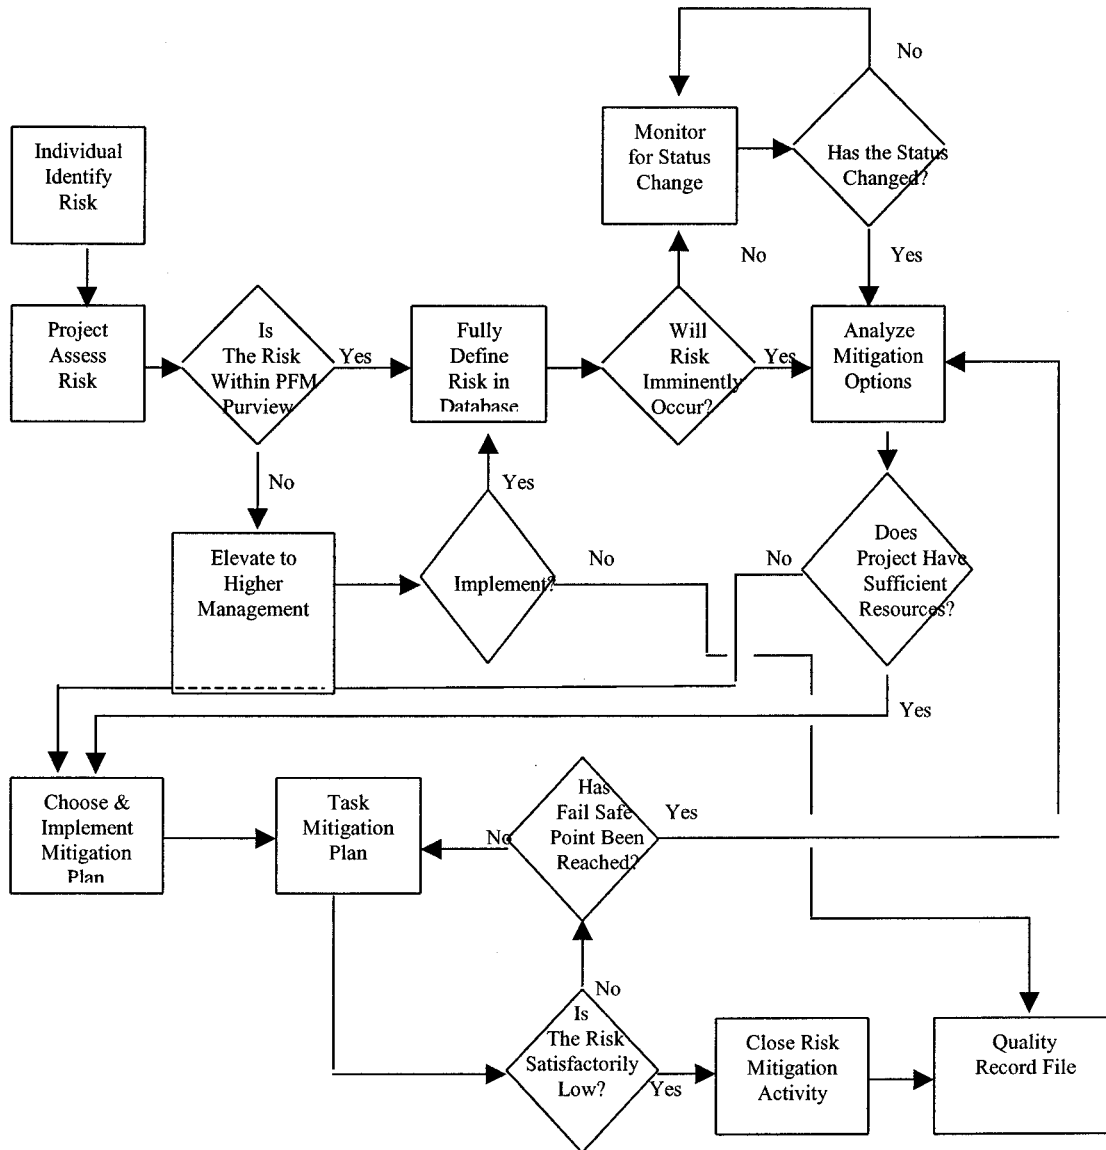 No
Monitor
for Status
Change
Has the Status
Changed?
Individual
Identify
Risk
No
Yes
Project
Assess
Risk
Is
The Risk
Within PFM
Purview
Yes
Fully
Define
Risk in
Database
Will
Risk
Imminently
Occur?
Yes
Analyze
Mitigation
Options
No
Yes
Elevate to
Higher
Management
Implement?
No
No
Does
Project Have
Sufficient
Resources?
Yes
Choose &
Implement
Mitigation
Plan
Task
Mitigation
Plan
No
Has
Fail Safe
Point Been
Reached?
Yes
No
Is
The Risk
Satisfactorily
Low?
Yes
Close Risk
Mitigation
Activity
Quality
Record File